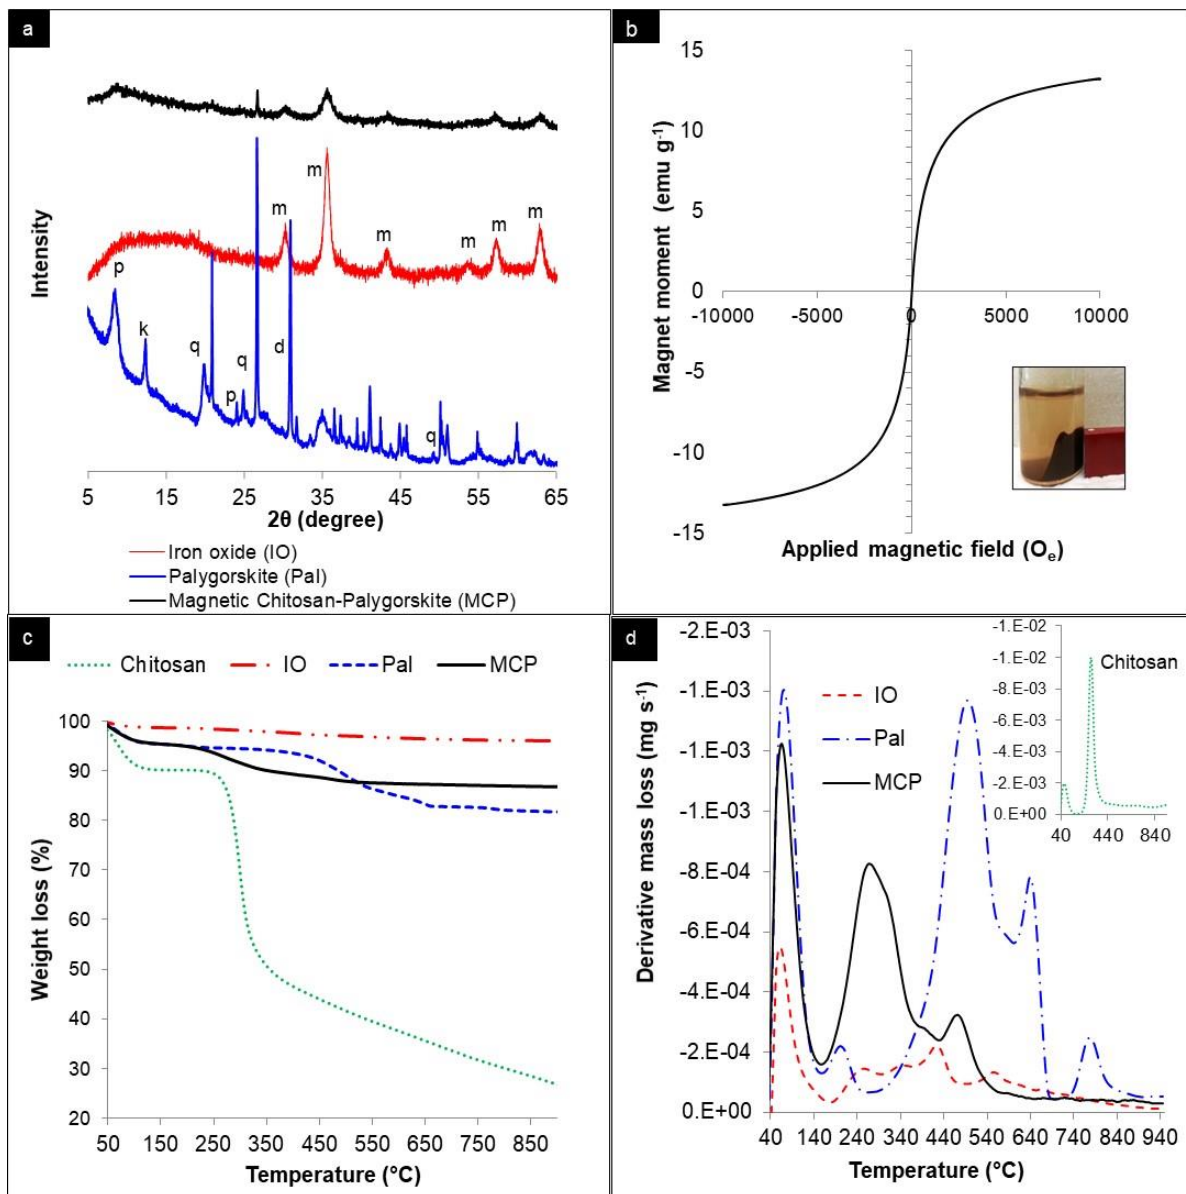 a
m
m
m
m
m
m
p
k
q
p
q
d
q
Intensity
5 15 25 35 45 55 65
2θ (degree)
Iron oxide (IO)
Palygorskite (Pal)
Magnetic Chitosan-Palygorskite (MCP)
b
15
10
5
0
-5
-10
-15
-10000 -5000 0 5000 10000
Magnet moment (emu g-1)
Applied magnetic field (Oe)
c
Chitosan IO Pal MCP
100
90
80
70
60
50
40
30
20
Weight loss (%)
50 150 250 350 450 550 650 750 850
Temperature (°C)
d
-2.E-03
-1.E-03
-1.E-03
-1.E-03
-8.E-04
-6.E-04
-4.E-04
-2.E-04
0.E+00
Derivative mass loss (mg s-1)
IO
Pal
MCP
-1.E-02
-1.E-02
-8.E-03
-6.E-03
-4.E-03
-2.E-03
0.E+00
Chitosan
40 440 840
40 140 240 340 440 540 640 740 840 940
Temperature (°C)